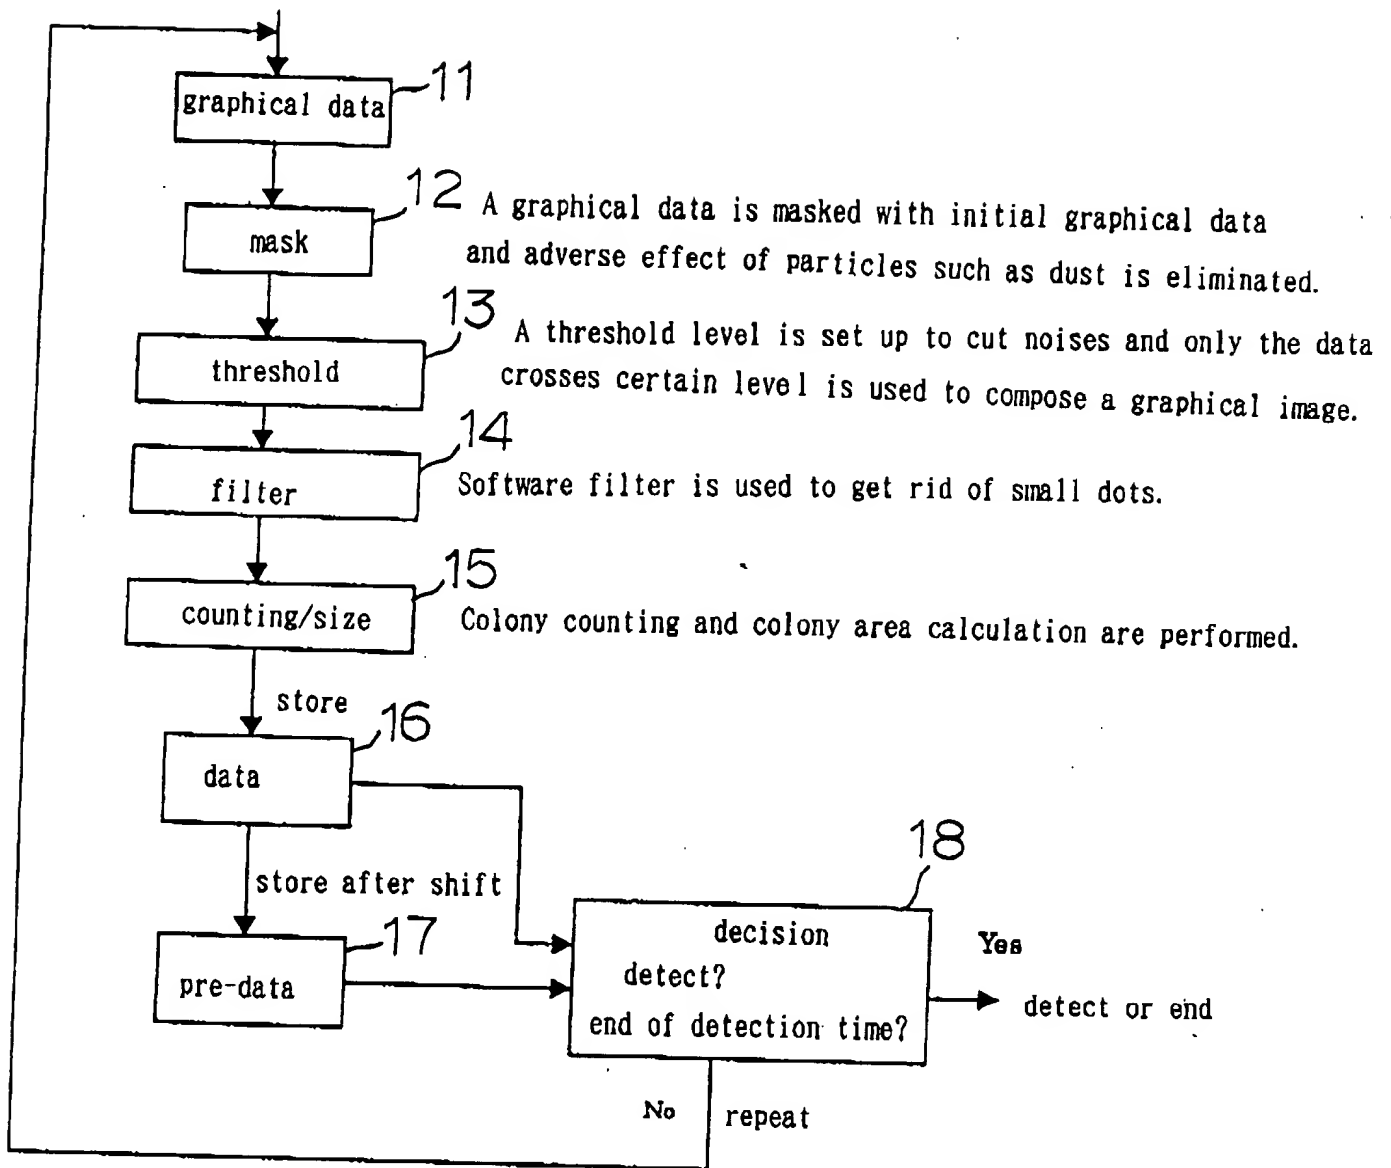 graphical data
11
mask
12
A graphical data is masked with initial graphical data
and adverse effect of particles such as dust is eliminated.
threshold
13
A threshold level is set up to cut noises and only the data
crosses certain level is used to compose a graphical image.
filter
14
Software filter is used to get rid of small dots.
counting/size
15
Colony counting and colony area calculation are performed.
store
data
16
store after shift
pre-data
17
18
decision
detect?
end of detection time?
Yes
detect or end
No
repeat